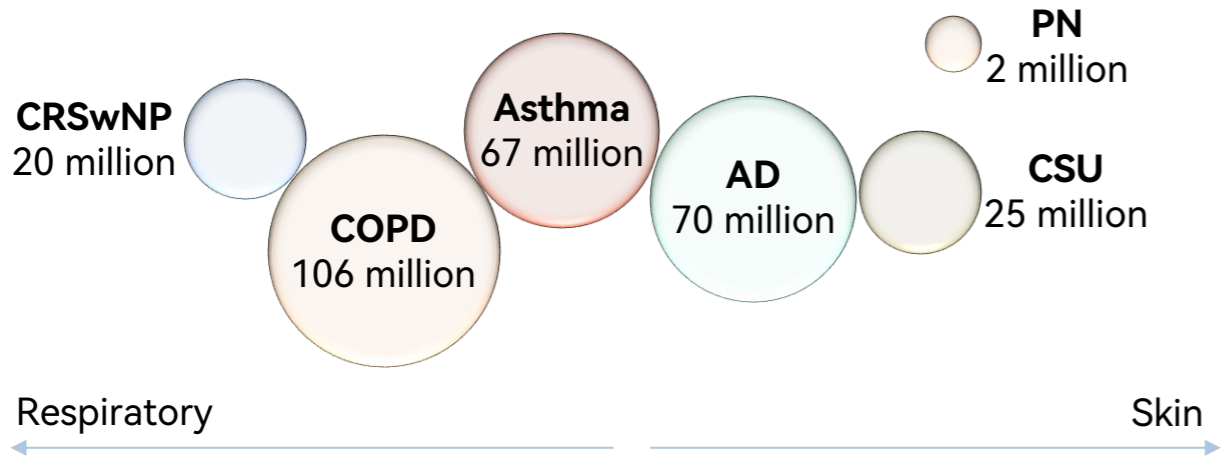 CRSwNP
20 million
COPD
106 million
Asthma
67 million
AD
70 million
PN
2 million
CSU
25 million
Respiratory
Skin